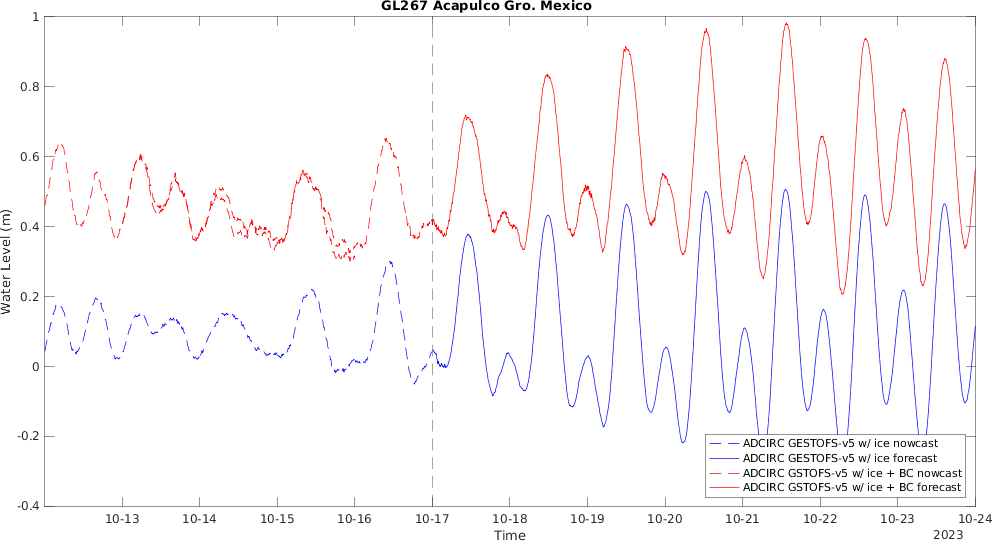 GL267 Acapulco Gro. Mexico
1
0.8
0.6
0.4
0.2
0
-0.2
-0.4
Water Level (m)
ADCIRC GESTOFS-v5 w/ ice nowcast
ADCIRC GESTOFS-v5 w/ ice forecast
ADCIRC GSTOFS-v5 w/ ice + BC nowcast
ADCIRC GSTOFS-v5 w/ ice + BC forecast
10-13 10-14 10-15 10-16 10-17 10-18 10-19 10-20 10-21 10-22 10-23 10-24
Time
2023